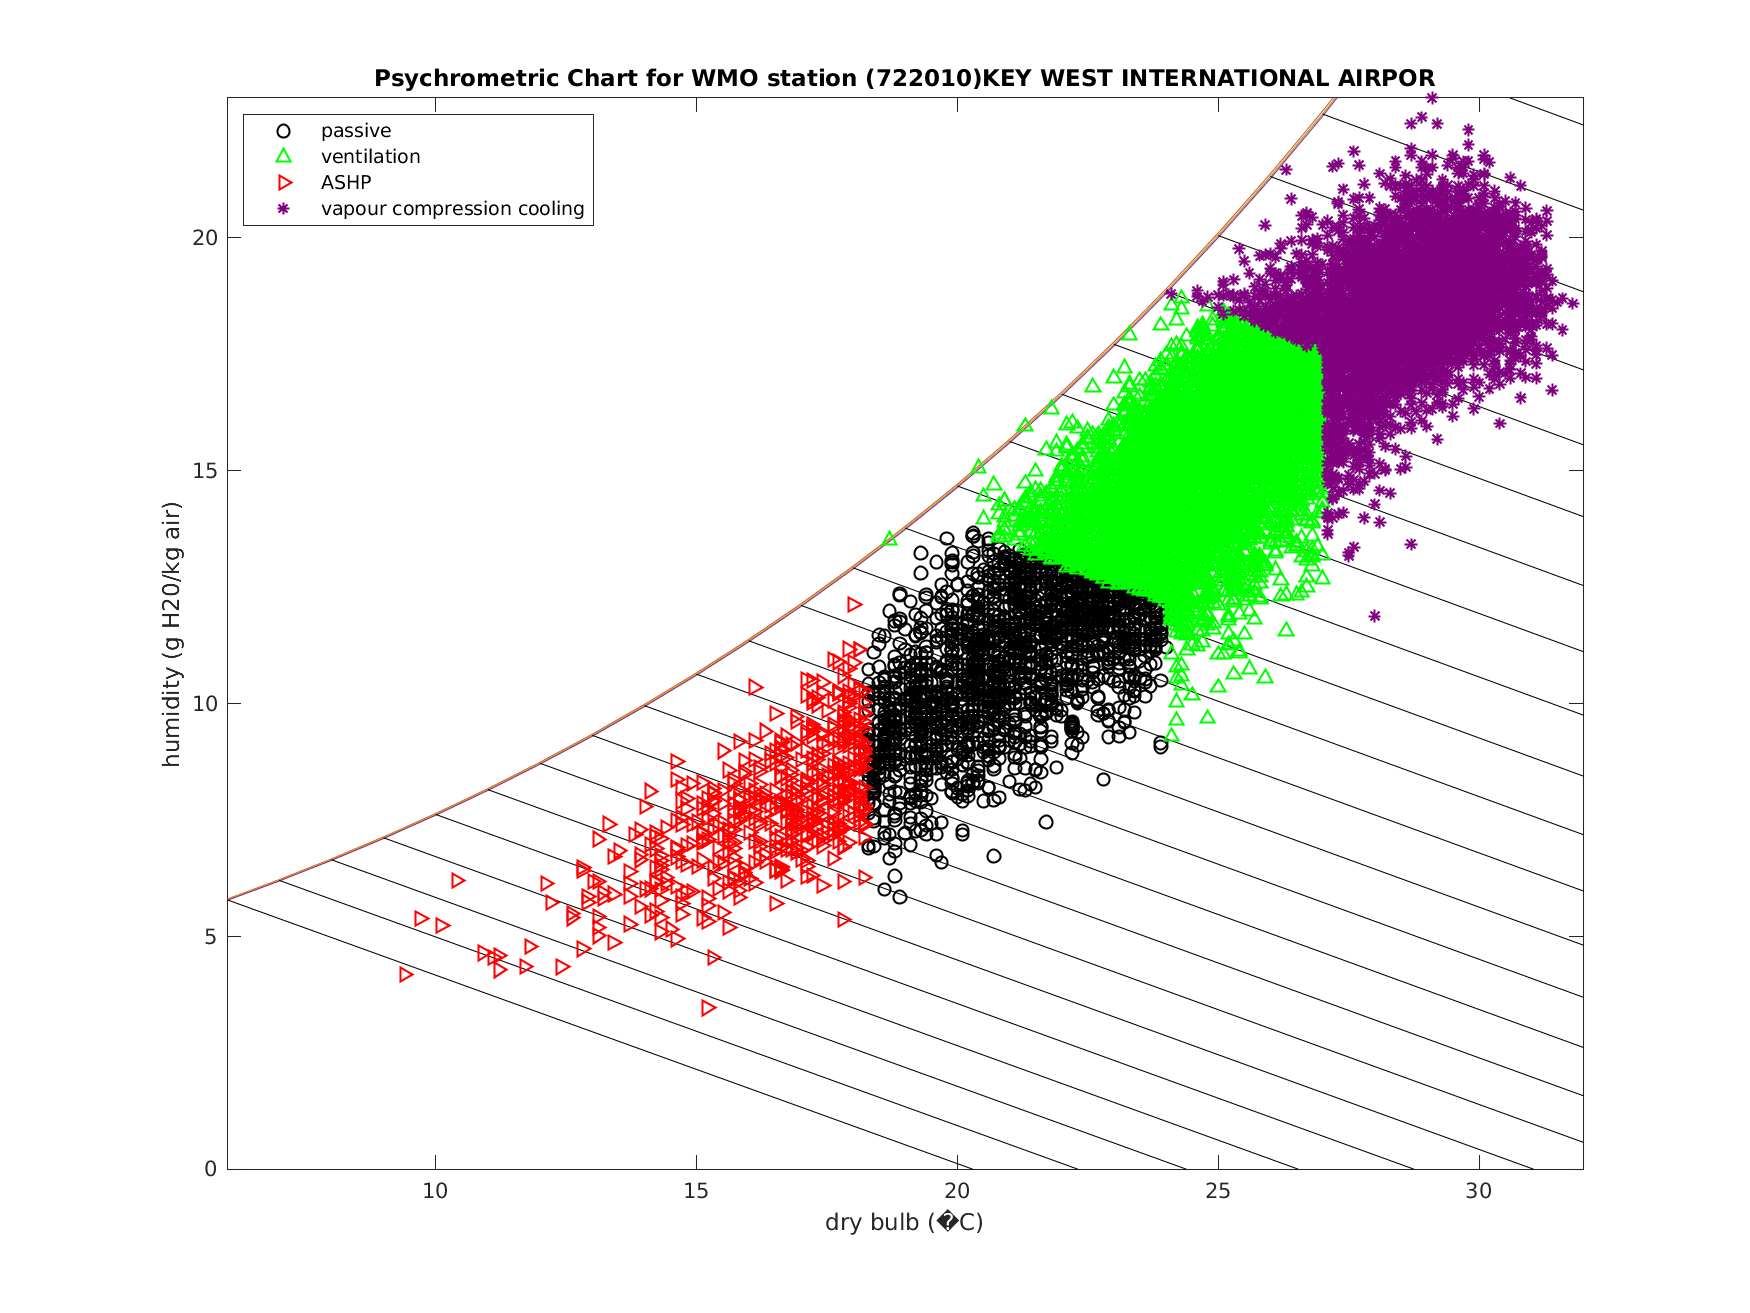 Psychrometric Chart for WMO station (722010)KEY WEST INTERNATIONAL AIRPOR
passive
ventilation
ASHP
vapour compression cooling
20
15
10
5
0
humidity (g H20/kg air)
10 15 20 25 30
dry bulb (�C)